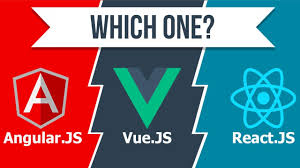 WHICH ONE?
A
Angular.JS
Vue.JS
React.JS